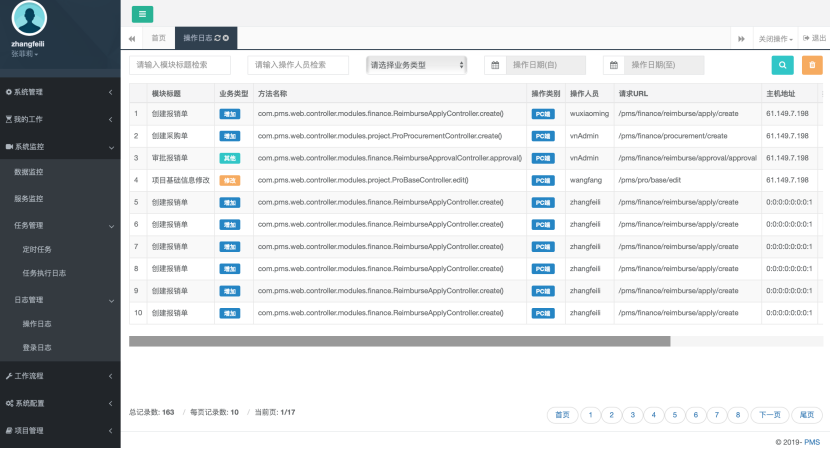 zhangfeili
张菲莉
系统管理
我的工作
系统监控
数据监控
服务监控
任务管理
定时任务
任务执行日志
日志管理
操作日志
登录日志
工作流程
系统配置
项目管理
首页 操作日志 关闭操作 退出
请输入模块标题检索 请输入操作人员检索 请选择业务类型 操作日期(自) 操作日期(至)
模块标题 业务类型 方法名称 操作类别 操作人员 请求URL 主机地址
1 创建报销单 增加 com.pms.web.controller.modules.finance.ReimburseApplyController.create() PC端 wuxiaoming /pms/finance/reimburse/apply/create 61.149.7.198
2 创建采购单 增加 com.pms.web.controller.modules.project.ProProcurementController.create() PC端 vnAdmin /pms/finance/procurement/create 61.149.7.198
3 审批报销单 其他 com.pms.web.controller.modules.finance.ReimburseApprovalController.approval() PC端 vnAdmin /pms/finance/reimburse/approval/approval 61.149.7.198
4 项目基础信息修改 修改 com.pms.web.controller.modules.project.ProBaseController.edit() PC端 wangfang /pms/pro/base/edit 61.149.7.198
5 创建报销单 增加 com.pms.web.controller.modules.finance.ReimburseApplyController.create() PC端 zhangfeili /pms/finance/reimburse/apply/create 0:0:0:0:0:0:0:1
6 创建报销单 增加 com.pms.web.controller.modules.finance.ReimburseApplyController.create() PC端 zhangfeili /pms/finance/reimburse/apply/create 0:0:0:0:0:0:0:1
7 创建报销单 增加 com.pms.web.controller.modules.finance.ReimburseApplyController.create() PC端 zhangfeili /pms/finance/reimburse/apply/create 0:0:0:0:0:0:0:1
8 创建报销单 增加 com.pms.web.controller.modules.finance.ReimburseApplyController.create() PC端 zhangfeili /pms/finance/reimburse/apply/create 0:0:0:0:0:0:0:1
9 创建报销单 增加 com.pms.web.controller.modules.finance.ReimburseApplyController.create() PC端 zhangfeili /pms/finance/reimburse/apply/create 0:0:0:0:0:0:0:1
10 创建报销单 增加 com.pms.web.controller.modules.finance.ReimburseApplyController.create() PC端 zhangfeili /pms/finance/reimburse/apply/create 0:0:0:0:0:0:0:1
总记录数: 163 / 每页记录数: 10 / 当前页: 1/17 首页 1 2 3 4 5 6 7 8 下一页 尾页
© 2019- PMS